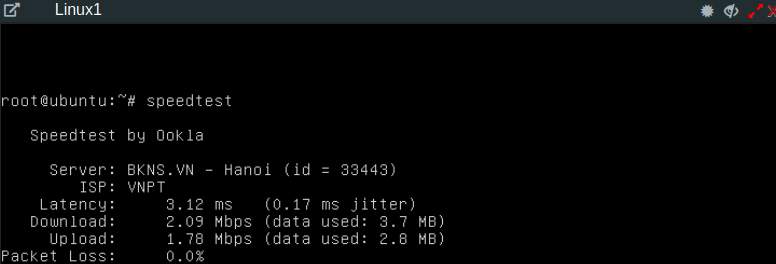 Linux1
root@ubuntu:~# speedtest
Speedtest by Ookla
Server: BKNS.VN - Hanoi (id = 33443)
ISP: VNPT
Latency: 3.12 ms (0.17 ms jitter)
Download: 2.09 Mbps (data used: 3.7 MB)
Upload: 1.78 Mbps (data used: 2.8 MB)
Packet Loss: 0.0%